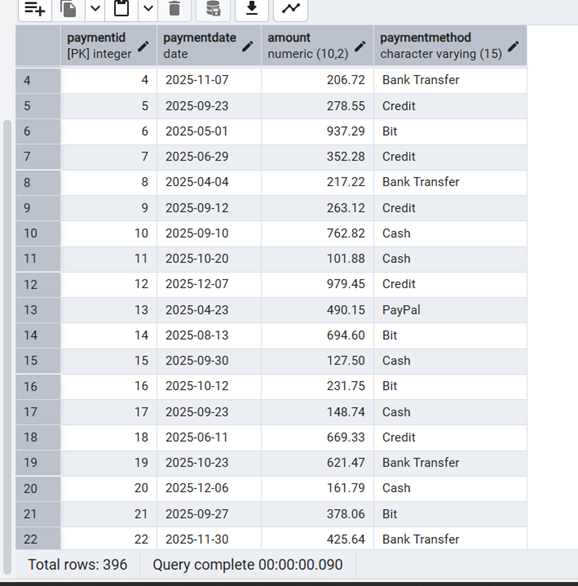 paymentid paymentdate amount paymentmethod
[PK] integer date numeric (10,2) character varying (15)
4 4 2025-11-07 206.72 Bank Transfer
5 5 2025-09-23 278.55 Credit
6 6 2025-05-01 937.29 Bit
7 7 2025-06-29 352.28 Credit
8 8 2025-04-04 217.22 Bank Transfer
9 9 2025-09-12 263.12 Credit
10 10 2025-09-10 762.82 Cash
11 11 2025-10-20 101.88 Cash
12 12 2025-12-07 979.45 Credit
13 13 2025-04-23 490.15 PayPal
14 14 2025-08-13 694.60 Bit
15 15 2025-09-30 127.50 Cash
16 16 2025-10-12 231.75 Bit
17 17 2025-09-23 148.74 Cash
18 18 2025-06-11 669.33 Credit
19 19 2025-10-23 621.47 Bank Transfer
20 20 2025-12-06 161.79 Cash
21 21 2025-09-27 378.06 Bit
22 22 2025-11-30 425.64 Bank Transfer
Total rows: 396 Query complete 00:00:00.090